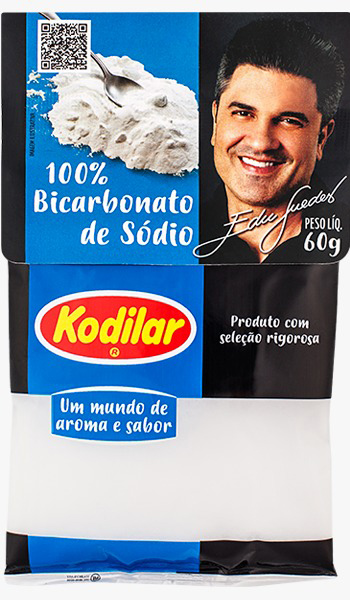 100%
Bicarbonato
de Sódio
Edu Guedes
PESO LÍQ.
60g
Kodilar
®
Produto com
seleção rigorosa
Um mundo de
aroma e sabor